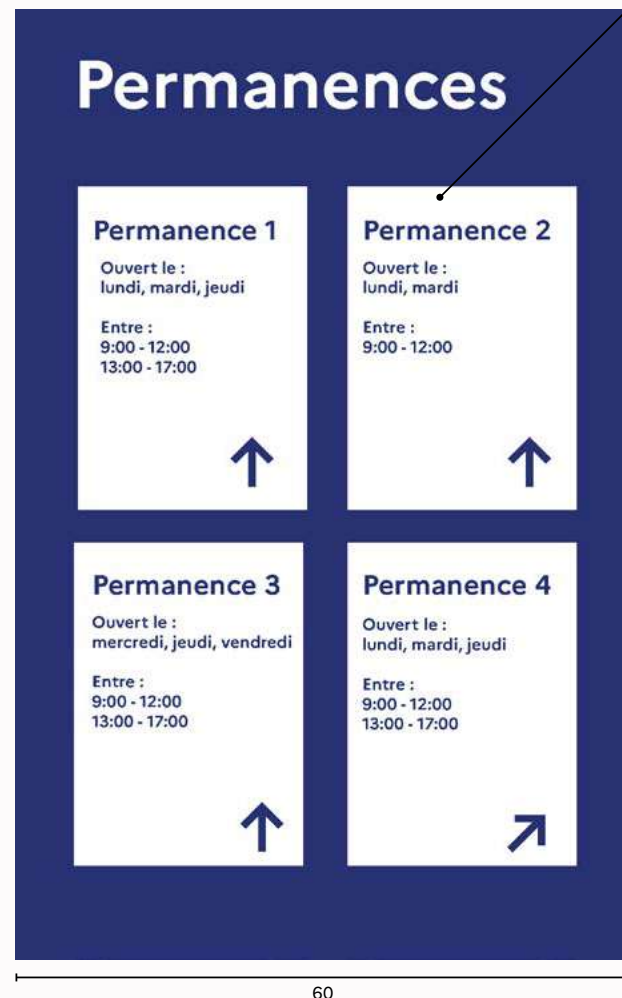 Permanences
Permanence 1
Ouvert le :
lundi, mardi, jeudi
Entre :
9:00 - 12:00
13:00 - 17:00
Permanence 2
Ouvert le :
lundi, mardi
Entre :
9:00 - 12:00
Permanence 3
Ouvert le :
mercredi, jeudi, vendredi
Entre :
9:00 - 12:00
13:00 - 17:00
Permanence 4
Ouvert le :
lundi, mardi, jeudi
Entre :
9:00 - 12:00
13:00 - 17:00
60